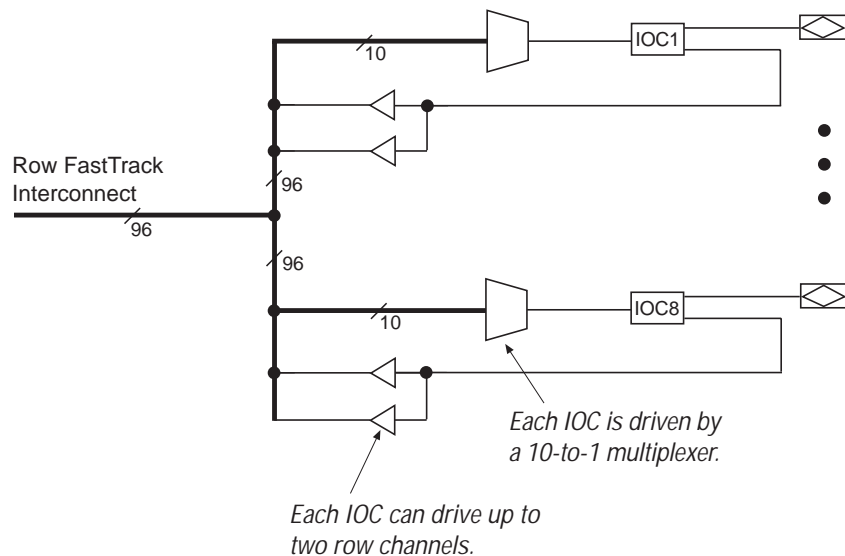 10
IOC1
Row FastTrack
Interconnect
96
96
96
10
IOC8
Each IOC is driven by
a 10-to-1 multiplexer.
Each IOC can drive up to
two row channels.